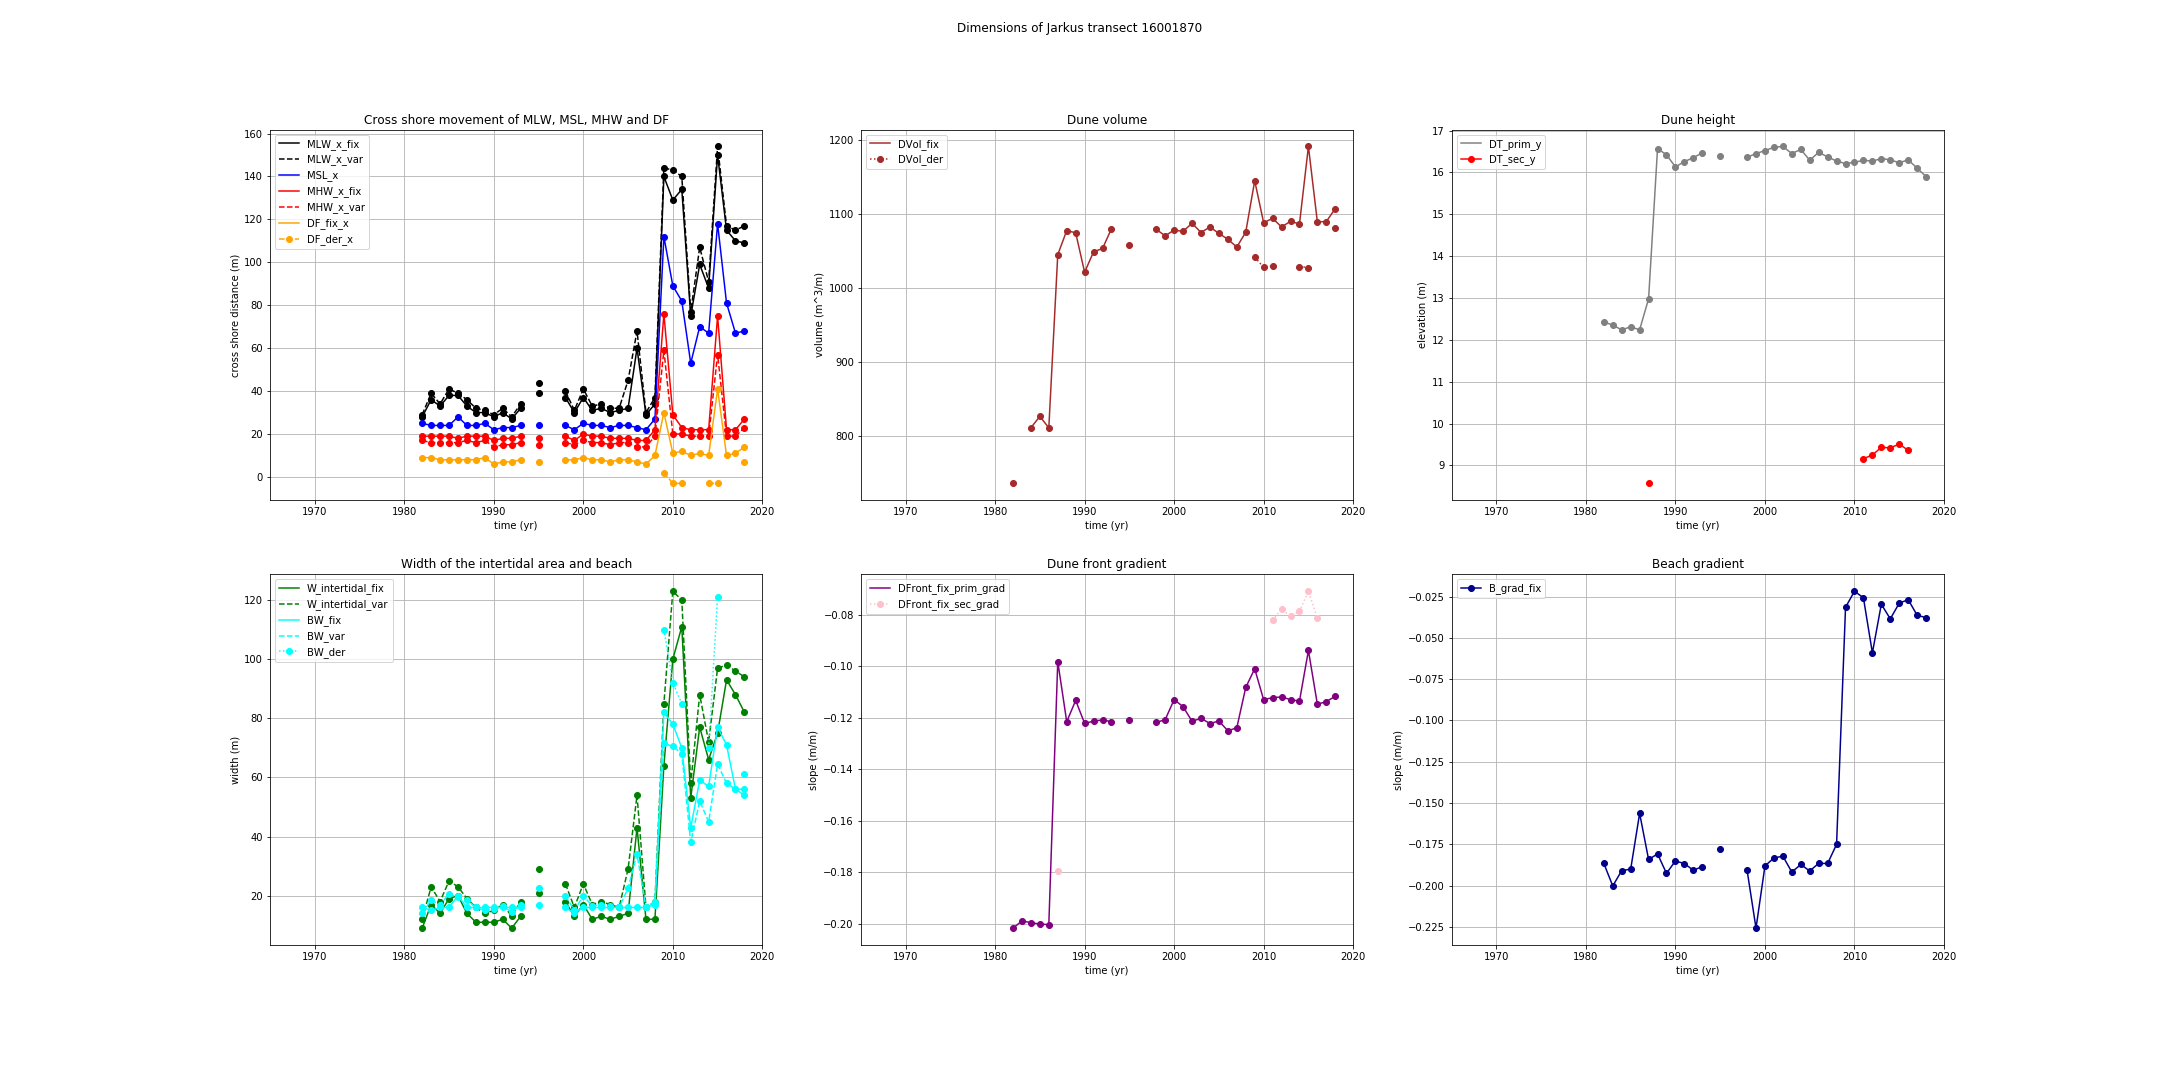 Dimensions of Jarkus transect 16001870
Cross shore movement of MLW, MSL, MHW and DF
160
140
120
100
80
60
40
20
0
cross shore distance (m)
MLW_x_fix
MLW_x_var
MSL_x
MHW_x_fix
MHW_x_var
DF_fix_x
DF_der_x
1970 1980 1990 2000 2010 2020
time (yr)
Dune volume
1200
1100
1000
900
800
volume (m^3/m)
DVol_fix
DVol_der
1970 1980 1990 2000 2010 2020
time (yr)
Dune height
17
16
15
14
13
12
11
10
9
elevation (m)
DT_prim_y
DT_sec_y
1970 1980 1990 2000 2010 2020
time (yr)
Width of the intertidal area and beach
120
100
80
60
40
20
width (m)
W_intertidal_fix
W_intertidal_var
BW_fix
BW_var
BW_der
1970 1980 1990 2000 2010 2020
time (yr)
Dune front gradient
−0.08
−0.10
−0.12
−0.14
−0.16
−0.18
−0.20
slope (m/m)
DFront_fix_prim_grad
DFront_fix_sec_grad
1970 1980 1990 2000 2010 2020
time (yr)
Beach gradient
−0.025
−0.050
−0.075
−0.100
−0.125
−0.150
−0.175
−0.200
−0.225
slope (m/m)
B_grad_fix
1970 1980 1990 2000 2010 2020
time (yr)